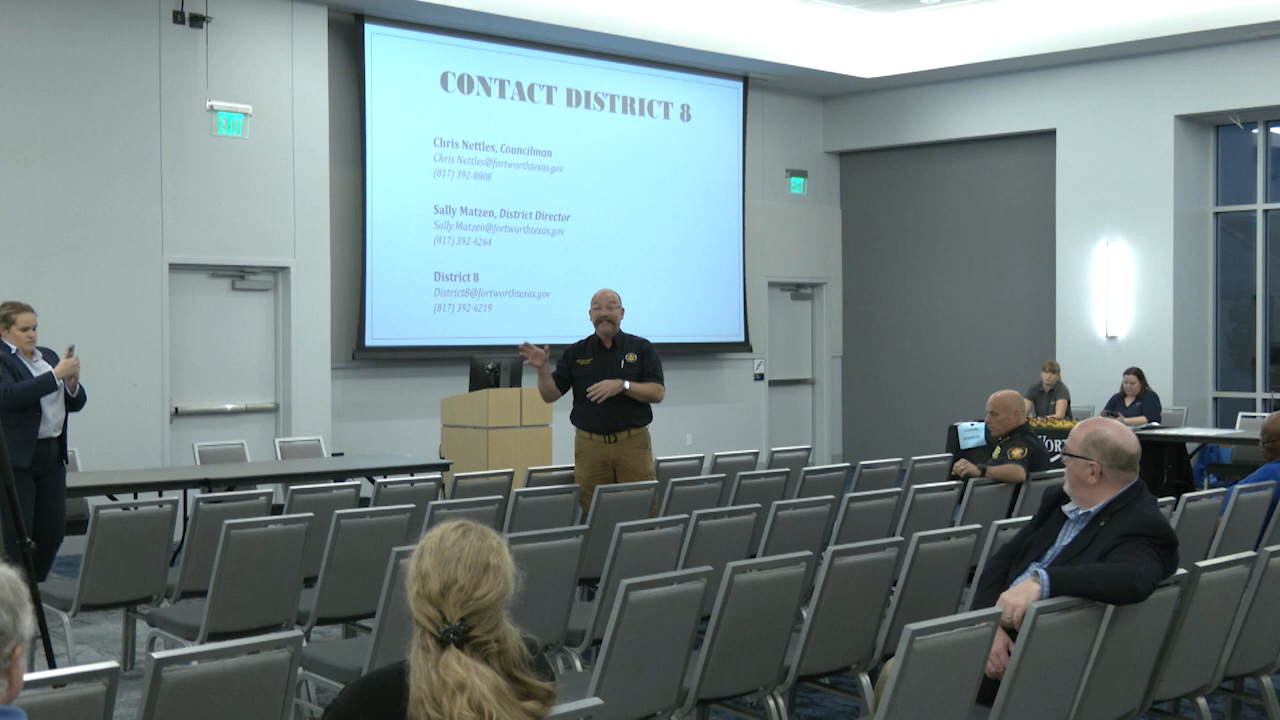 EXIT
CONTACT DISTRICT 8
Chris Nettles, Councilman
Chris.Nettles@fortworthtexas.gov
(817) 392-8808
Sally Matzen, District Director
Sally.Matzen@fortworthtexas.gov
(817) 392-6264
District 8
District8@fortworthtexas.gov
(817) 392-6219
EXIT